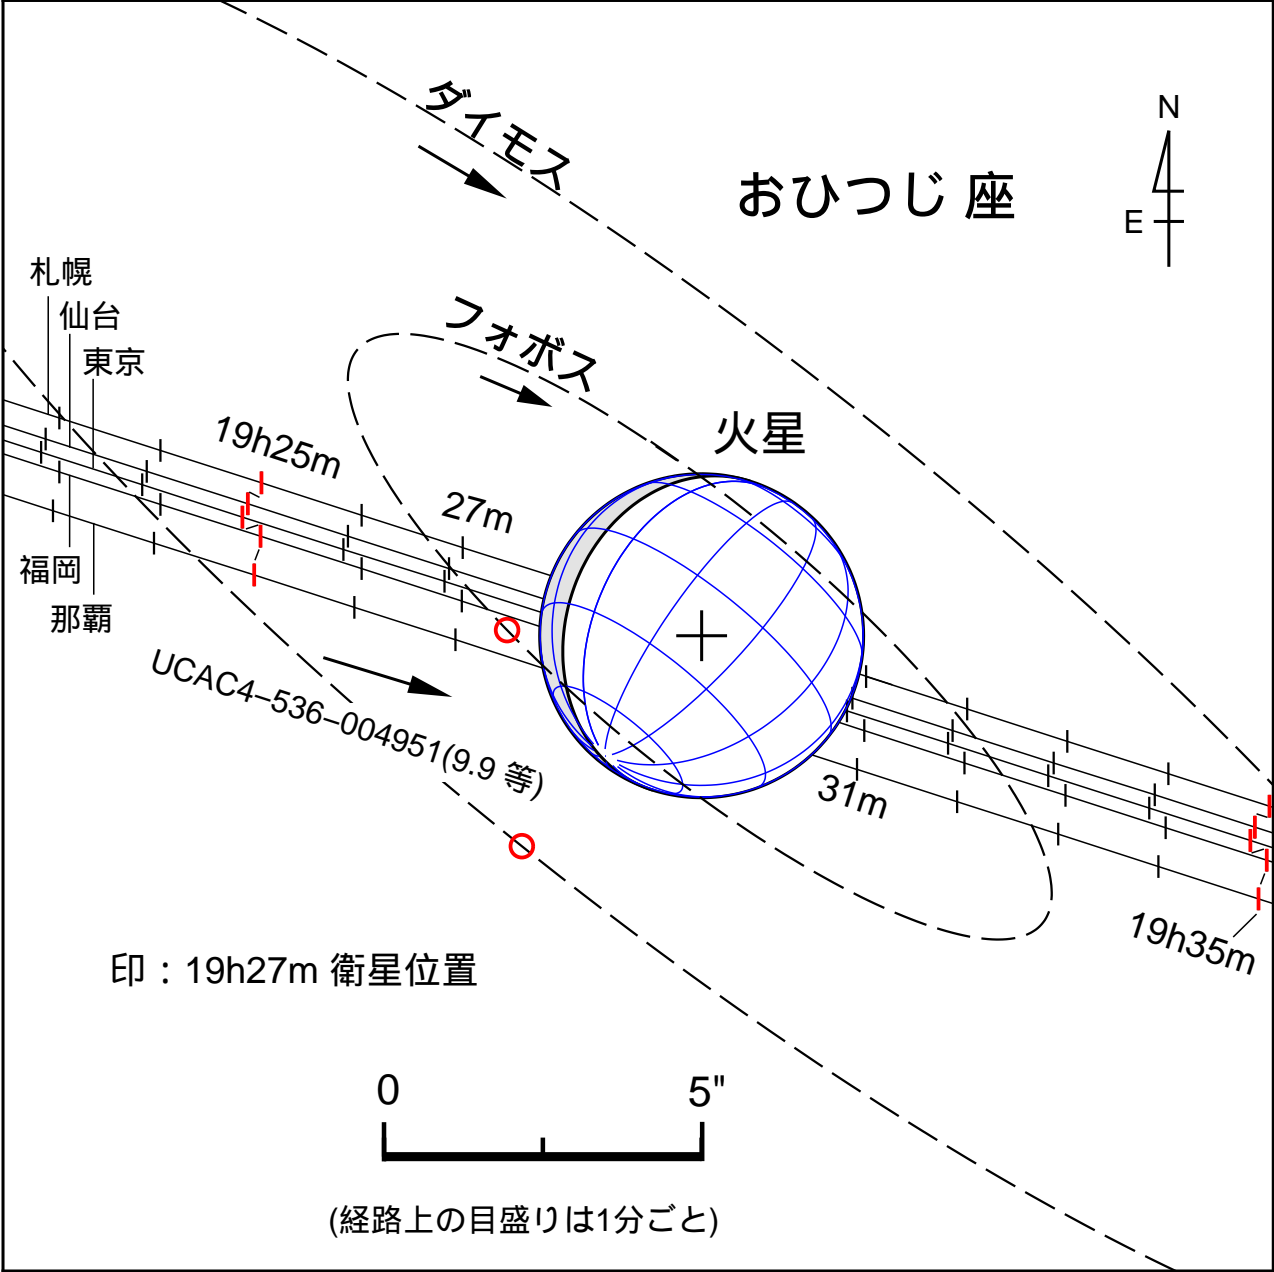 ダイモス
N
おひつじ 座
E
札幌
仙台
東京
フォボス
火星
19h25m
27m
福岡
那覇
UCAC4–536–004951(9.9 等)
31m
19h35m
印：19h27m 衛星位置
0
5"
(経路上の目盛りは1分ごと)